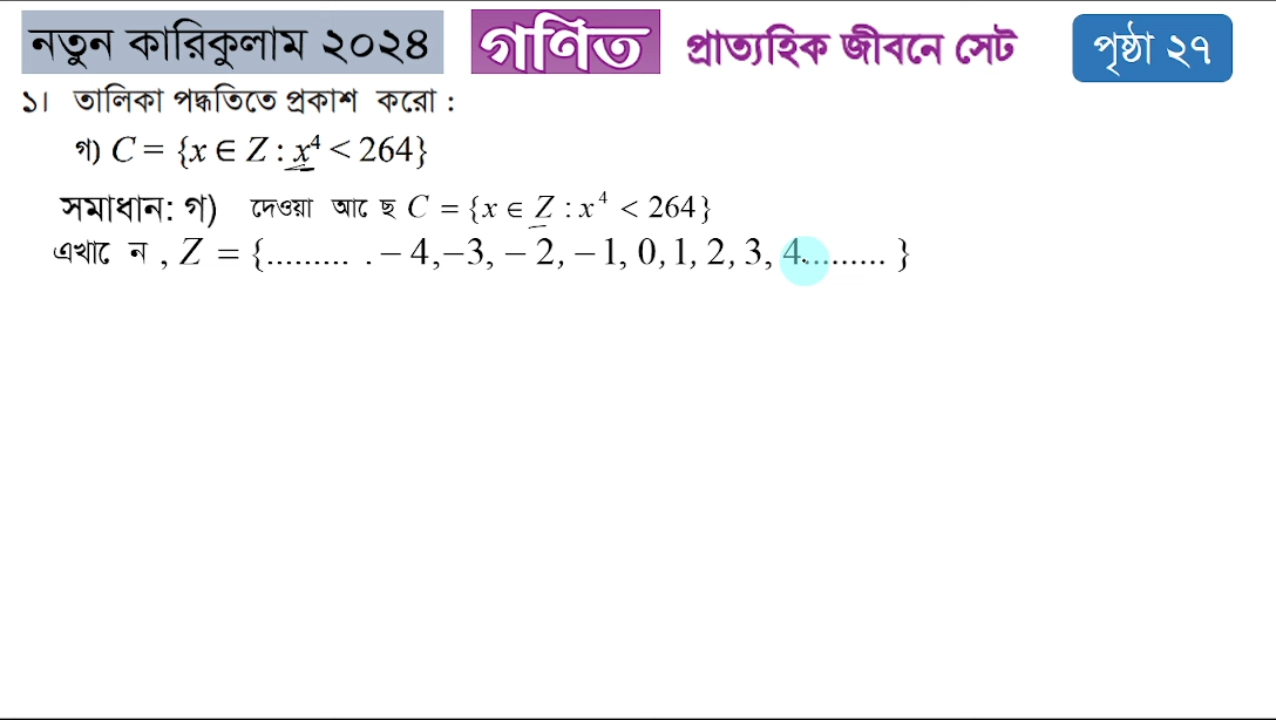 নতুন কারিকুলাম ২০২৪ গণিত প্রাত্যহিক জীবনে সেট পৃষ্ঠা ২৭
১। তালিকা পদ্ধতিতে প্রকাশ করো :
গ) C = {x ∈ Z : x⁴ < 264}
সমাধান: গ) দেওয়া আছে C = {x ∈ Z : x⁴ < 264}
এখানে , Z = {......... . – 4,–3, – 2, – 1, 0, 1, 2, 3, 4......... }